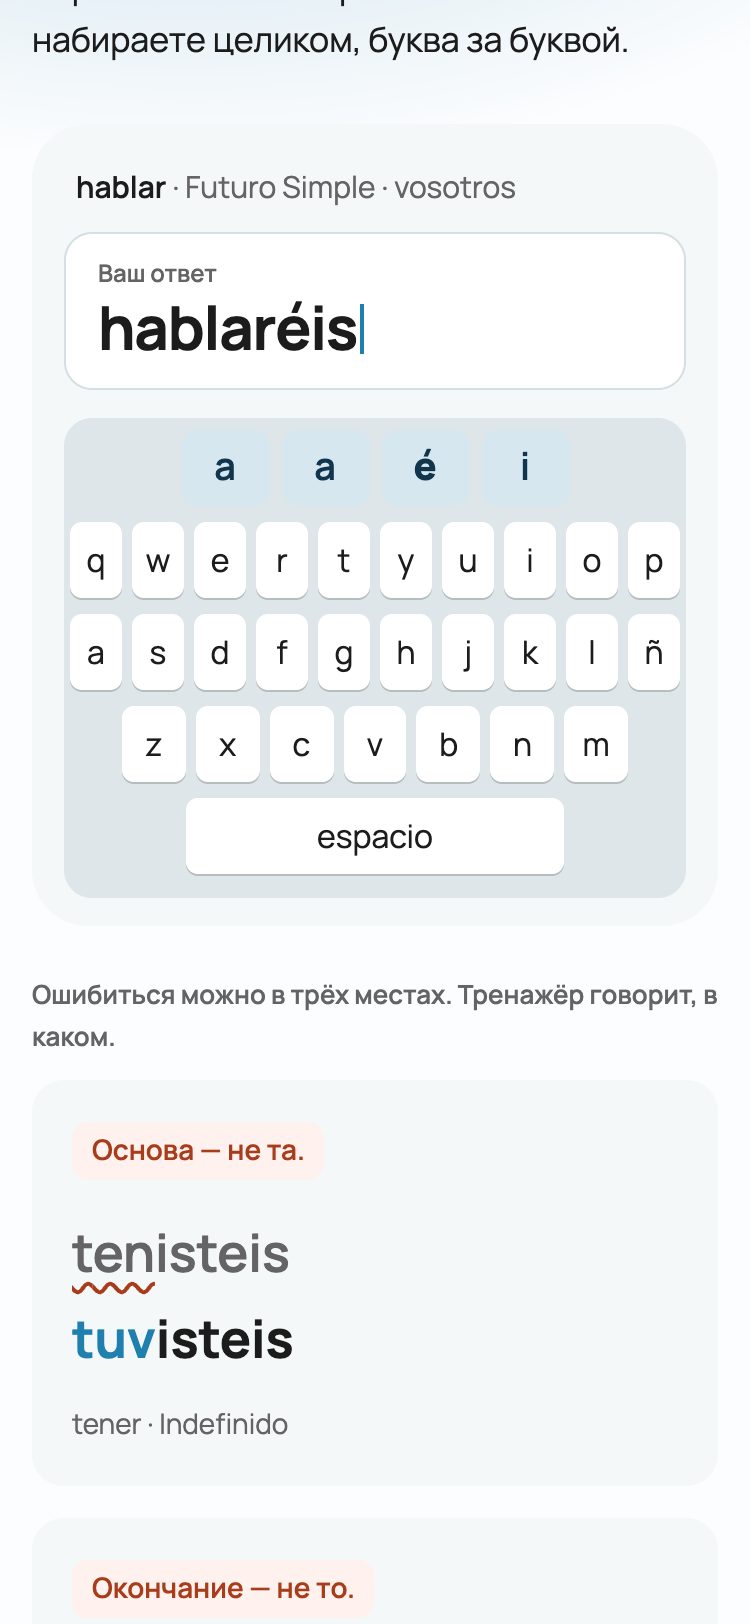 набираете целиком, буква за буквой.
hablar · Futuro Simple · vosotros
Ваш ответ
hablaréis
a a é i
q w e r t y u i o p
a s d f g h j k l ñ
z x c v b n m
espacio
Ошибиться можно в трёх местах. Тренажёр говорит, в
каком.
Основа — не та.
tenisteis
tuvisteis
tener · Indefinido
Окончание — не то.